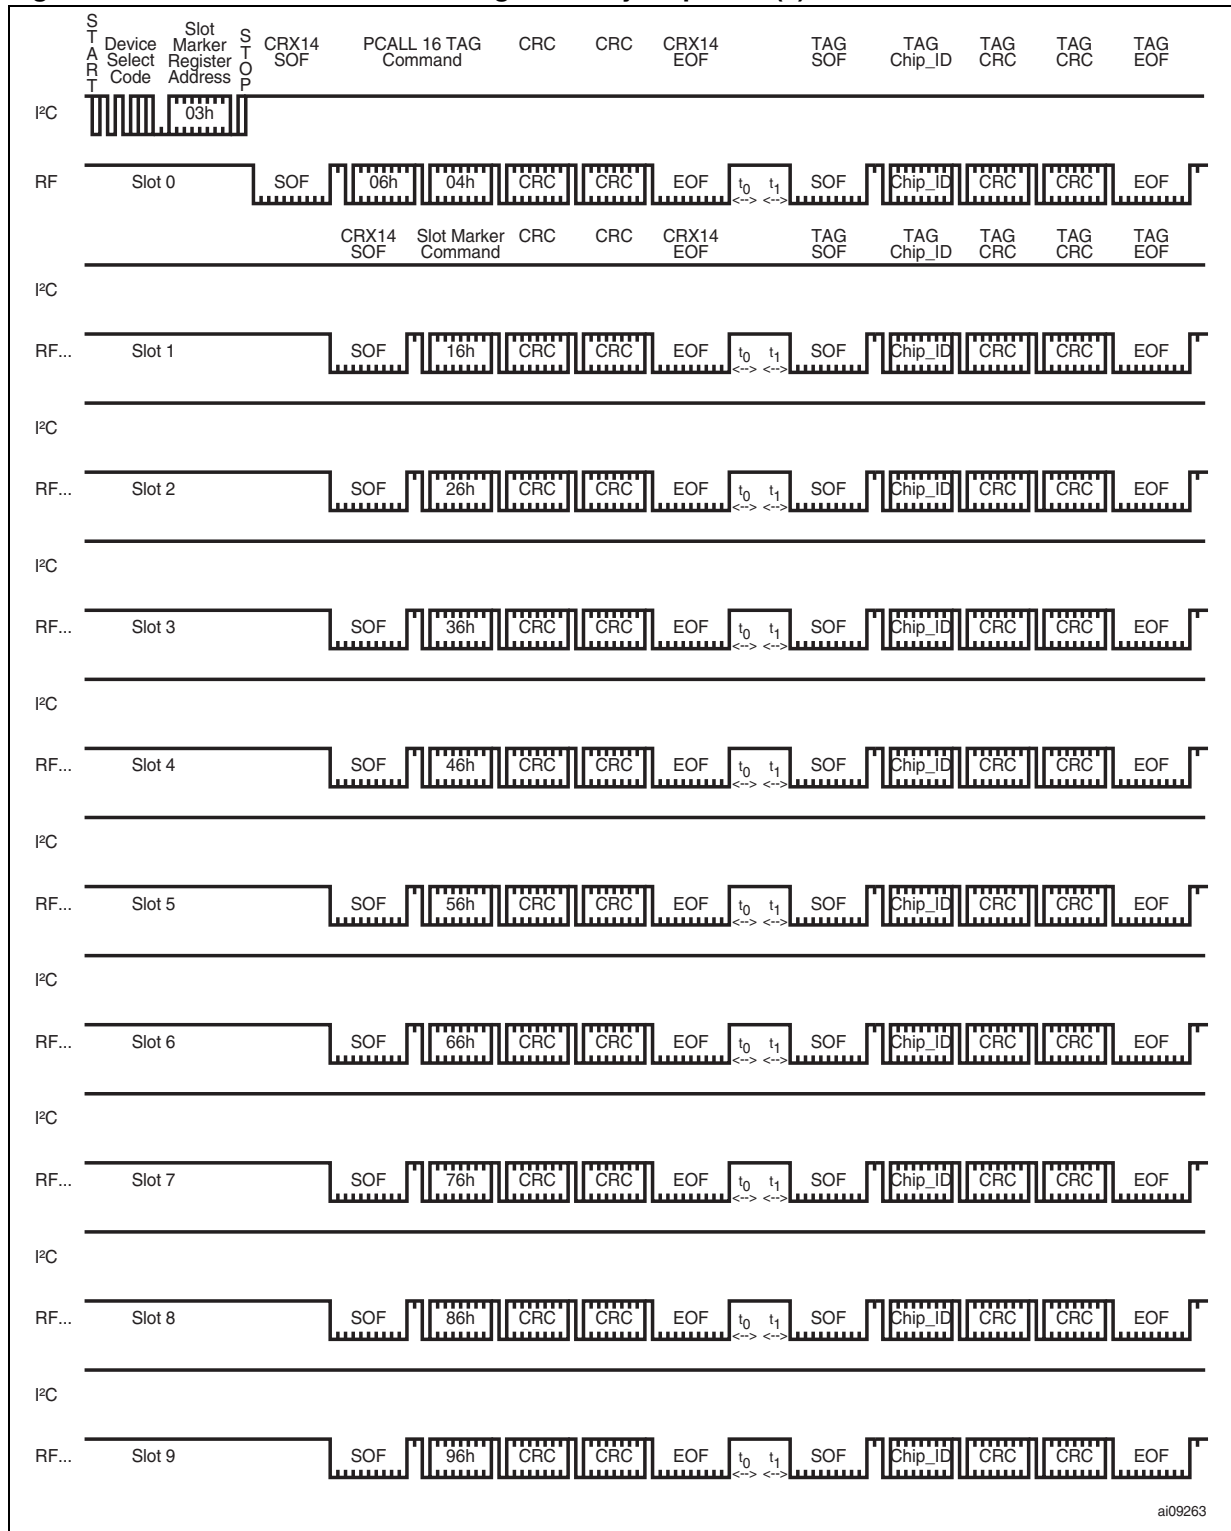 S
T
A
R
T
Device
Select
Code
Slot
Marker
Register
Address
S
T
O
P
CRX14
SOF
PCALL 16 TAG
Command
CRC
CRC
CRX14
EOF
TAG
SOF
TAG
Chip_ID
TAG
CRC
TAG
CRC
TAG
EOF
I²C 03h
RF Slot 0 SOF 06h 04h CRC CRC EOF t0 t1 SOF Chip_ID CRC CRC EOF
<--> <-->
CRX14
SOF
Slot Marker
Command
CRC
CRC
CRX14
EOF
TAG
SOF
TAG
Chip_ID
TAG
CRC
TAG
CRC
TAG
EOF
I²C
RF... Slot 1 SOF 16h CRC CRC EOF t0 t1 SOF Chip_ID CRC CRC EOF
<--> <-->
I²C
RF... Slot 2 SOF 26h CRC CRC EOF t0 t1 SOF Chip_ID CRC CRC EOF
<--> <-->
I²C
RF... Slot 3 SOF 36h CRC CRC EOF t0 t1 SOF Chip_ID CRC CRC EOF
<--> <-->
I²C
RF... Slot 4 SOF 46h CRC CRC EOF t0 t1 SOF Chip_ID CRC CRC EOF
<--> <-->
I²C
RF... Slot 5 SOF 56h CRC CRC EOF t0 t1 SOF Chip_ID CRC CRC EOF
<--> <-->
I²C
RF... Slot 6 SOF 66h CRC CRC EOF t0 t1 SOF Chip_ID CRC CRC EOF
<--> <-->
I²C
RF... Slot 7 SOF 76h CRC CRC EOF t0 t1 SOF Chip_ID CRC CRC EOF
<--> <-->
I²C
RF... Slot 8 SOF 86h CRC CRC EOF t0 t1 SOF Chip_ID CRC CRC EOF
<--> <-->
I²C
RF... Slot 9 SOF 96h CRC CRC EOF t0 t1 SOF Chip_ID CRC CRC EOF
<--> <-->
ai09263